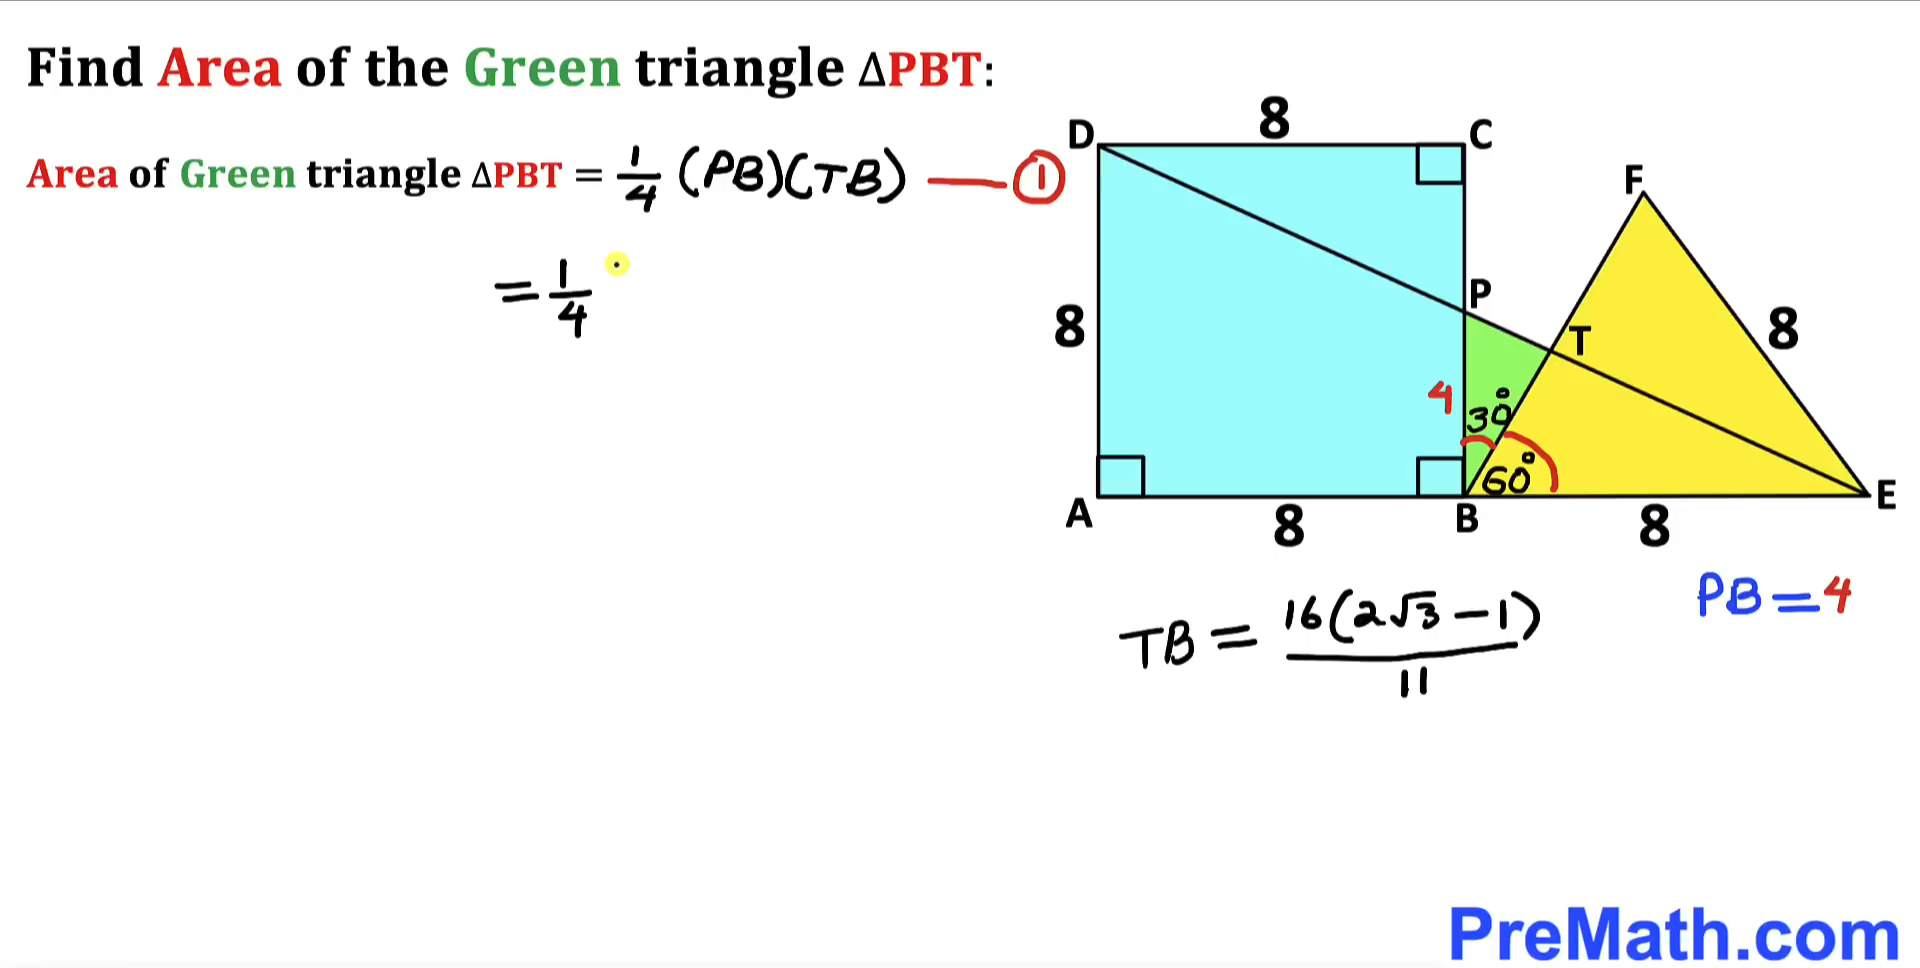 Find Area of the Green triangle ΔPBT:
Area of Green triangle ΔPBT = 1/4 (PB)(TB) — ①
= 1/4
8
D
C
F
P
8
T
8
4
30°
60°
A
8
B
8
E
PB = 4
TB = 16(2√3 − 1)/11
PreMath.com